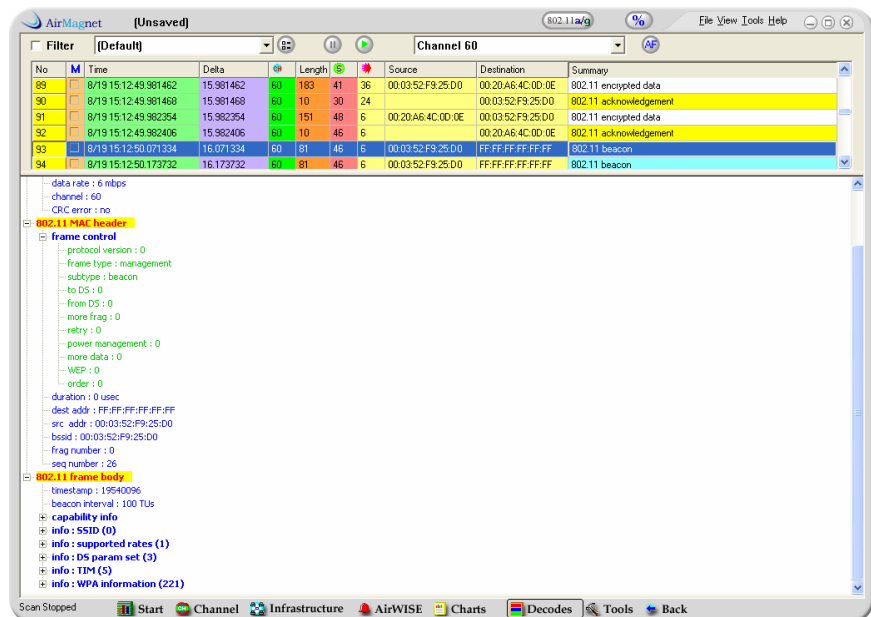 AirMagnet (Unsaved) 802.11a/g % File View Tools Help
Filter (Default) Channel 60 AF
No M Time Delta Length S Source Destination Summary
89 8/19 15:12:49.981462 15.981462 60 183 41 36 00:03:52:F9:25:D0 00:20:A6:4C:0D:0E 802.11 encrypted data
90 8/19 15:12:49.981468 15.981468 60 10 30 24 00:03:52:F9:25:D0 802.11 acknowledgement
91 8/19 15:12:49.982354 15.982354 60 151 48 6 00:20:A6:4C:0D:0E 00:03:52:F9:25:D0 802.11 encrypted data
92 8/19 15:12:49.982406 15.982406 60 10 46 6 00:20:A6:4C:0D:0E 802.11 acknowledgement
93 8/19 15:12:50.071334 16.071334 60 81 46 6 00:03:52:F9:25:D0 FF:FF:FF:FF:FF:FF 802.11 beacon
94 8/19 15:12:50.173732 16.173732 60 81 46 6 00:03:52:F9:25:D0 FF:FF:FF:FF:FF:FF 802.11 beacon
data rate : 6 mbps
channel : 60
CRC error : no
802.11 MAC header
frame control
protocol version : 0
frame type : management
subtype : beacon
to DS : 0
from DS : 0
more frag : 0
retry : 0
power management : 0
more data : 0
WEP : 0
order : 0
duration : 0 usec
dest addr : FF:FF:FF:FF:FF:FF
src addr : 00:03:52:F9:25:D0
bssid : 00:03:52:F9:25:D0
frag number : 0
seq number : 26
802.11 frame body
timestamp : 19540096
beacon interval : 100 TUs
capability info
info : SSID (0)
info : supported rates (1)
info : DS param set (3)
info : TIM (5)
info : WPA information (221)
Scan Stopped Start Channel Infrastructure AirWISE Charts Decodes Tools Back